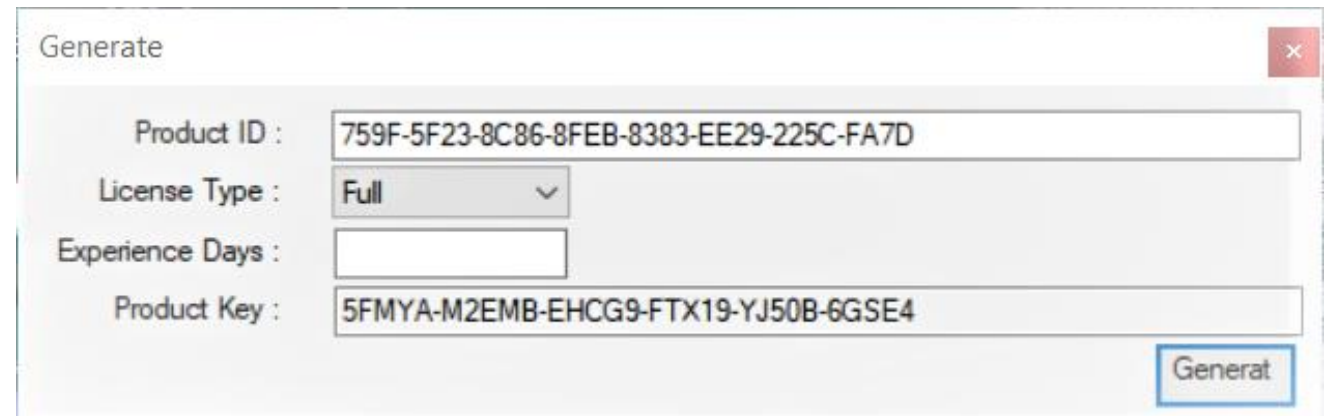 Generate
Product ID : 759F-5F23-8C86-8FEB-8383-EE29-225C-FA7D
License Type : Full
Experience Days :
Product Key : 5FMYA-M2EMB-EHCG9-FTX19-YJ50B-6GSE4
Generat